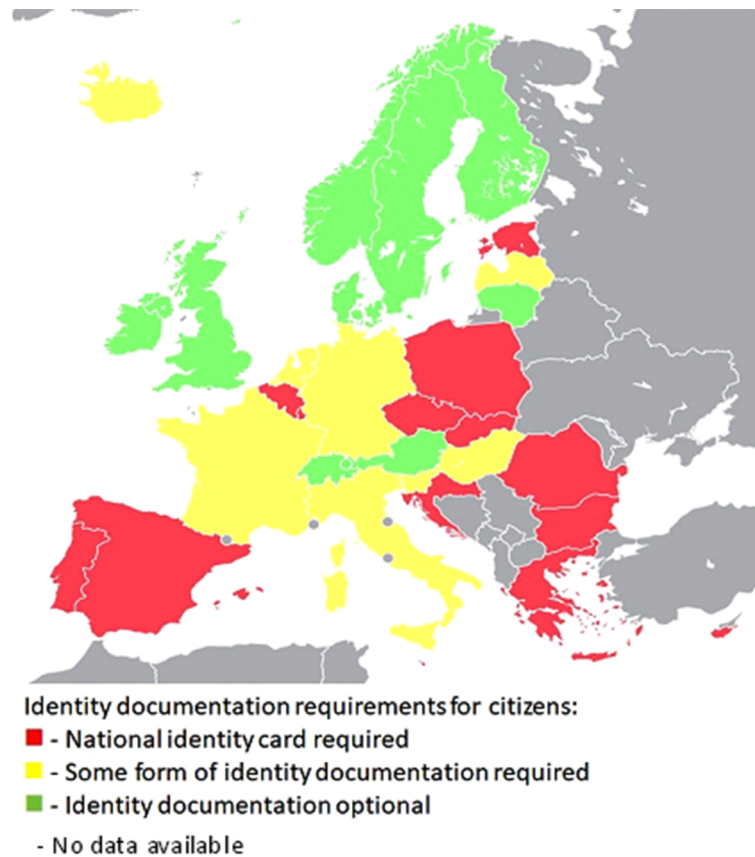 Identity documentation requirements for citizens:
- National identity card required
- Some form of identity documentation required
- Identity documentation optional
- No data available